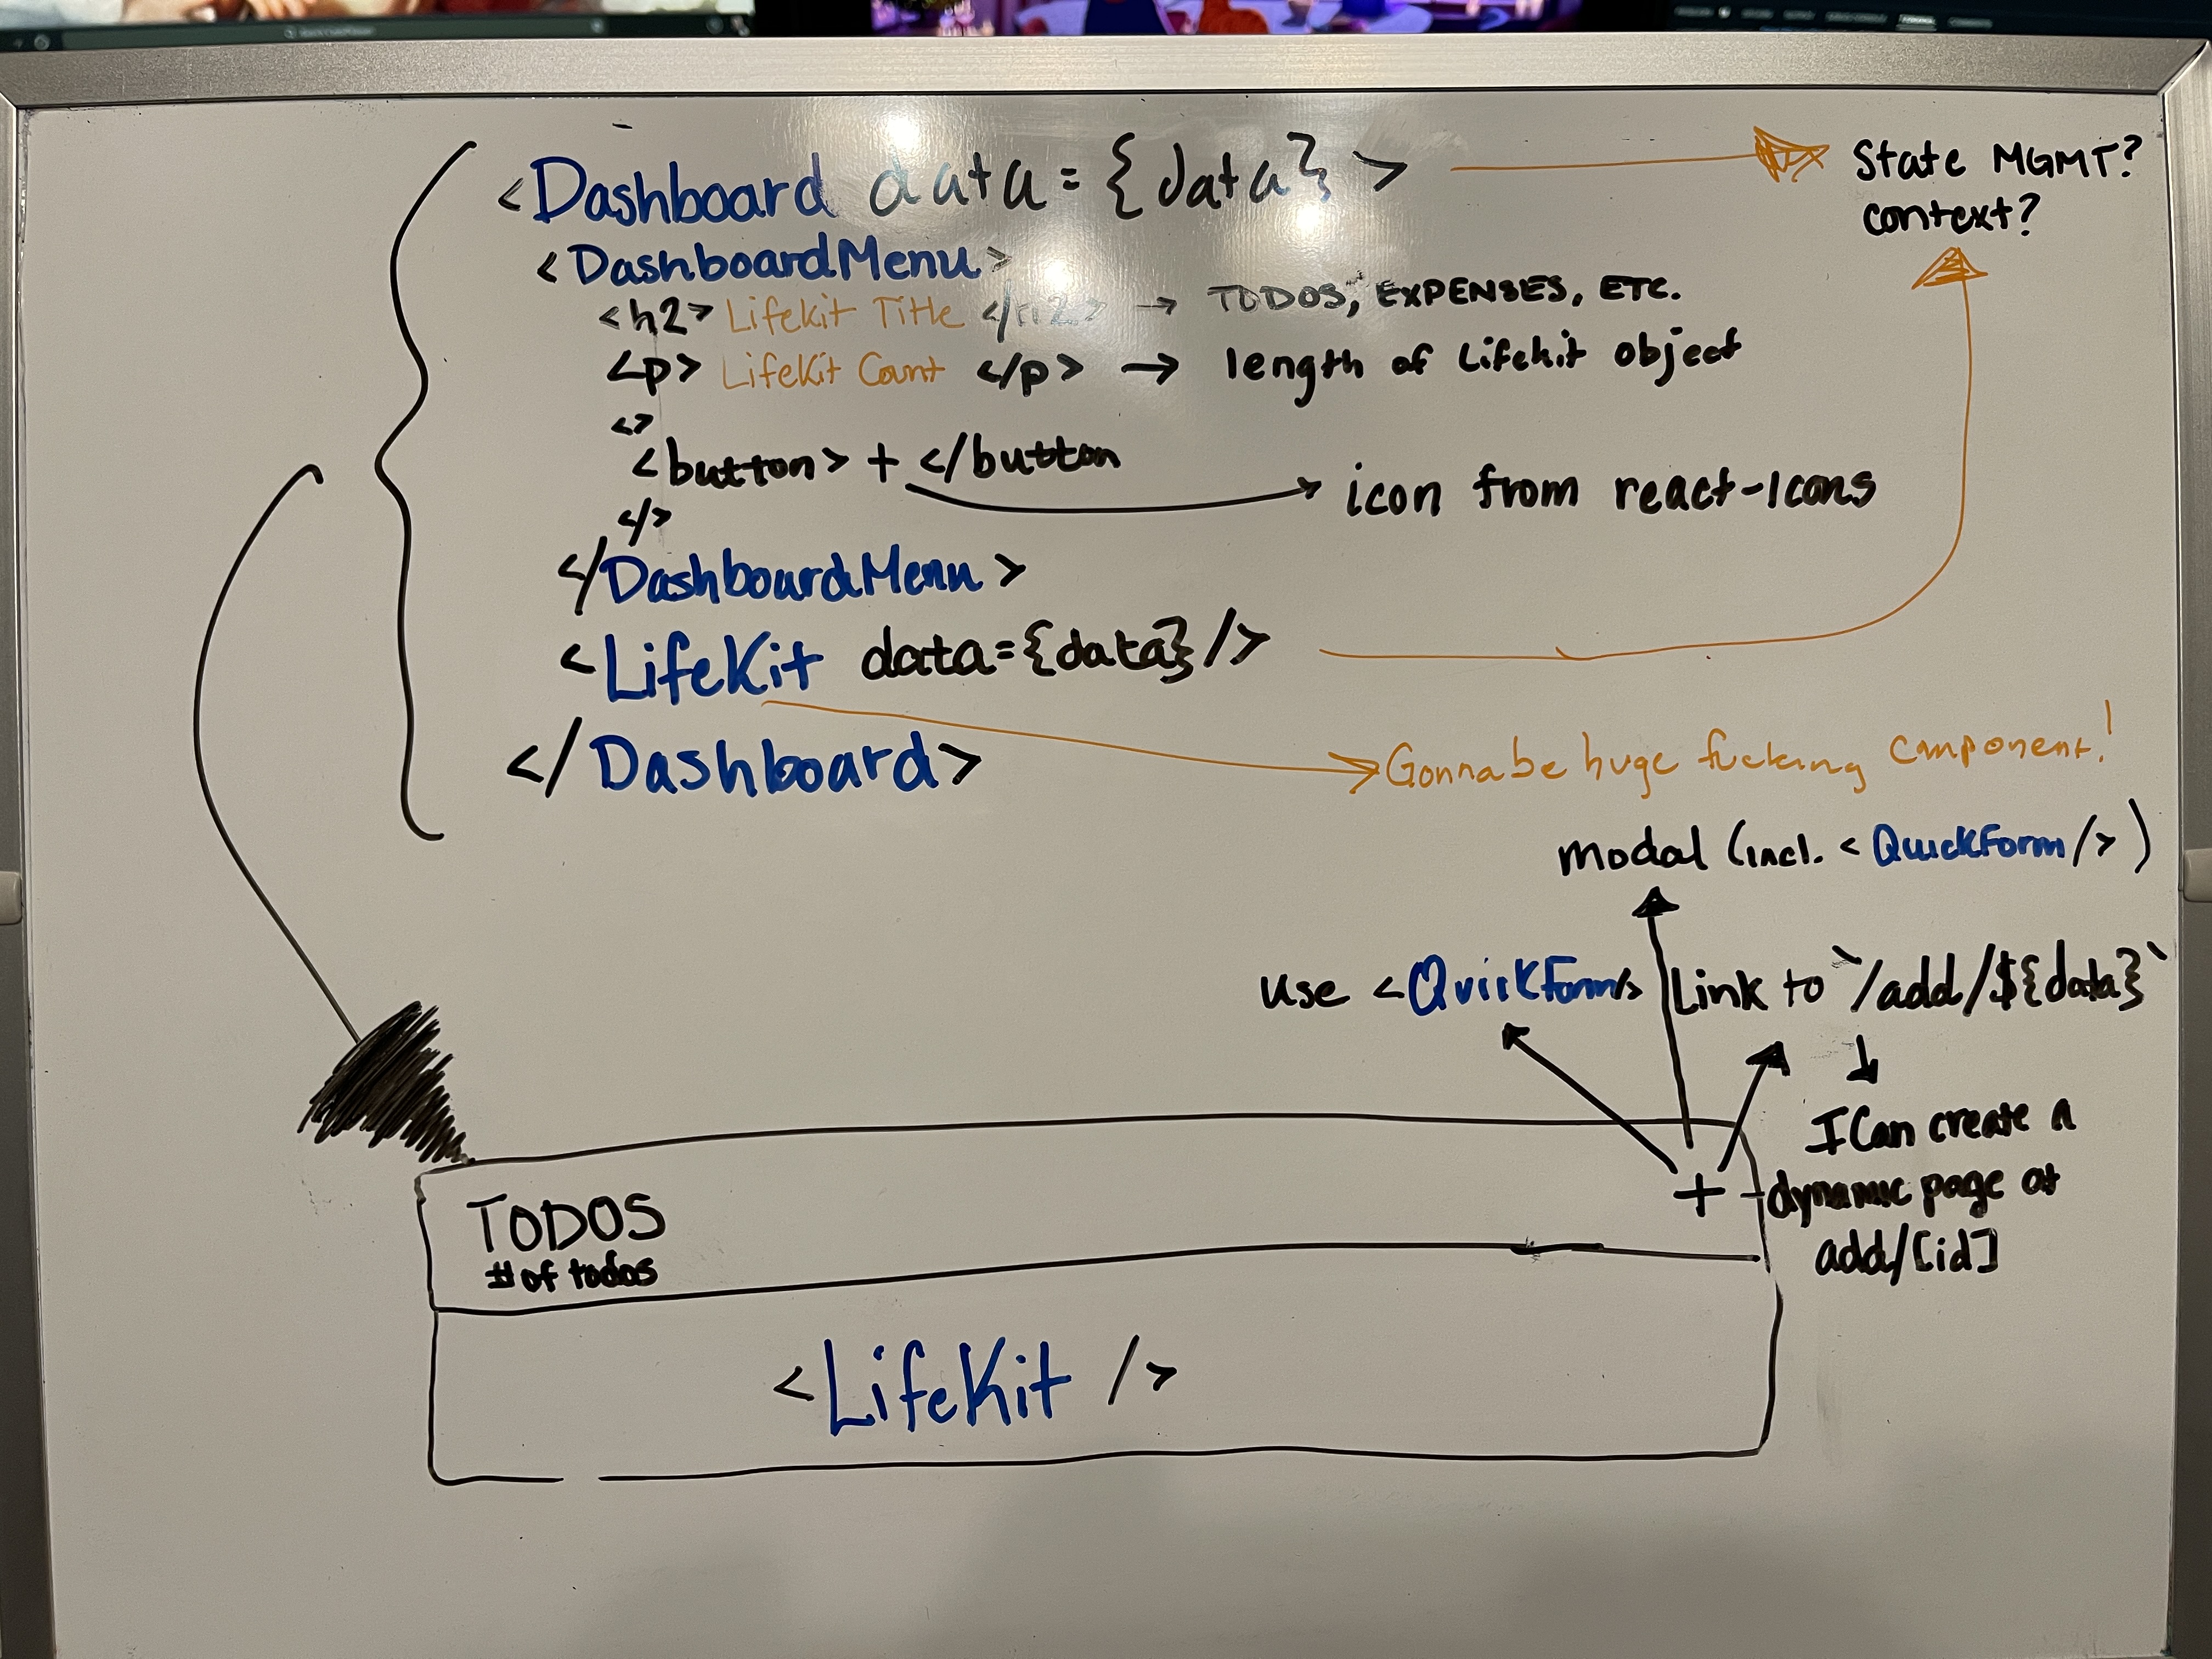 <Dashboard data={data}>
State MGMT?
context?
<DashboardMenu>
<h2> Lifekit Title </h2> → TODOS, EXPENSES, ETC.
<p> LifeKit Count </p> → length of Lifekit object
<>
<button> + </button
icon from react-icons
</>
</DashboardMenu>
<LifeKit data={data}/>
</Dashboard>
Gonna be huge fucking component!
modal (incl. <QuickForm/>)
use <QuickForm/>
Link to `/add/${data}`
I Can create a
dynamic page at
add/[id]
+
TODOS
# of todos
<LifeKit />